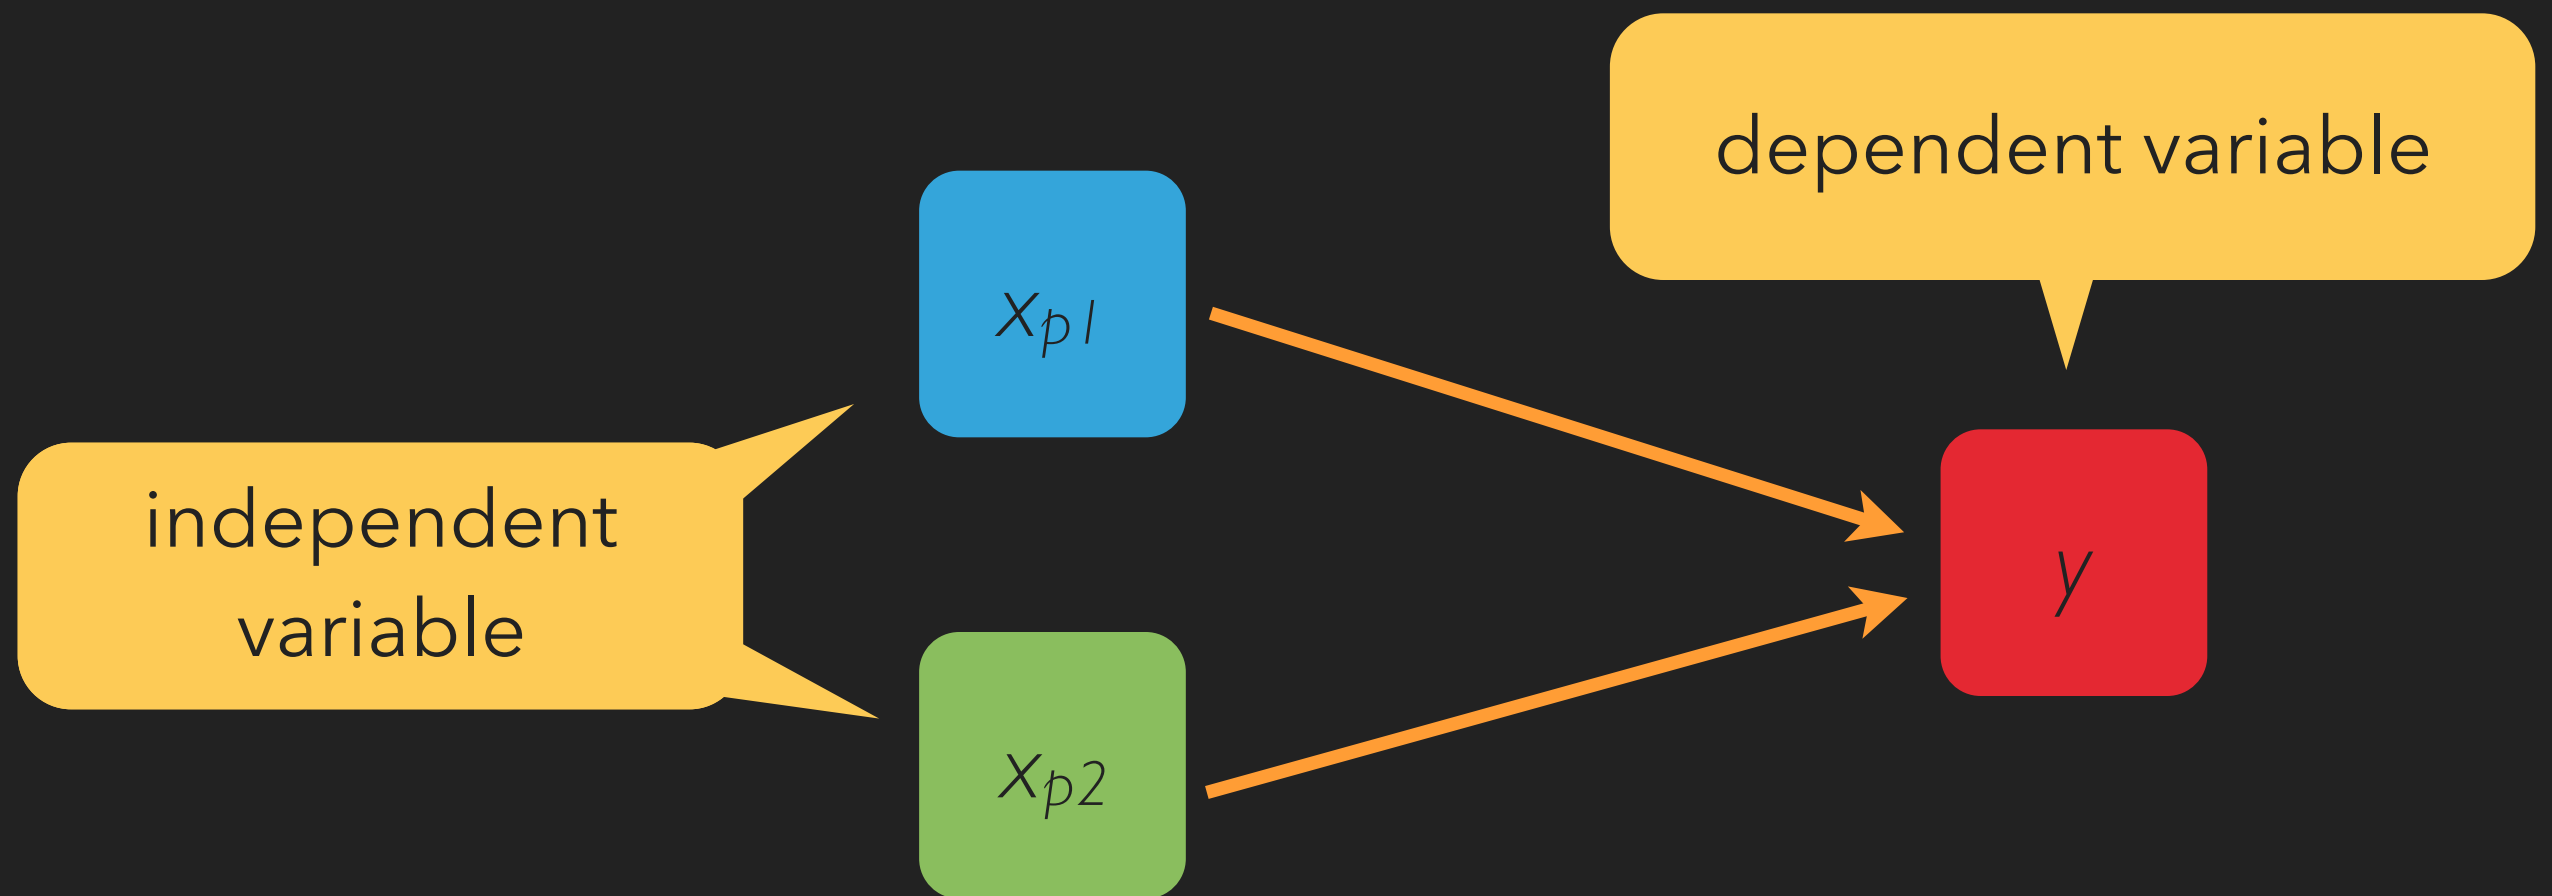 dependent variable
xp1
independent
variable
y
xp2